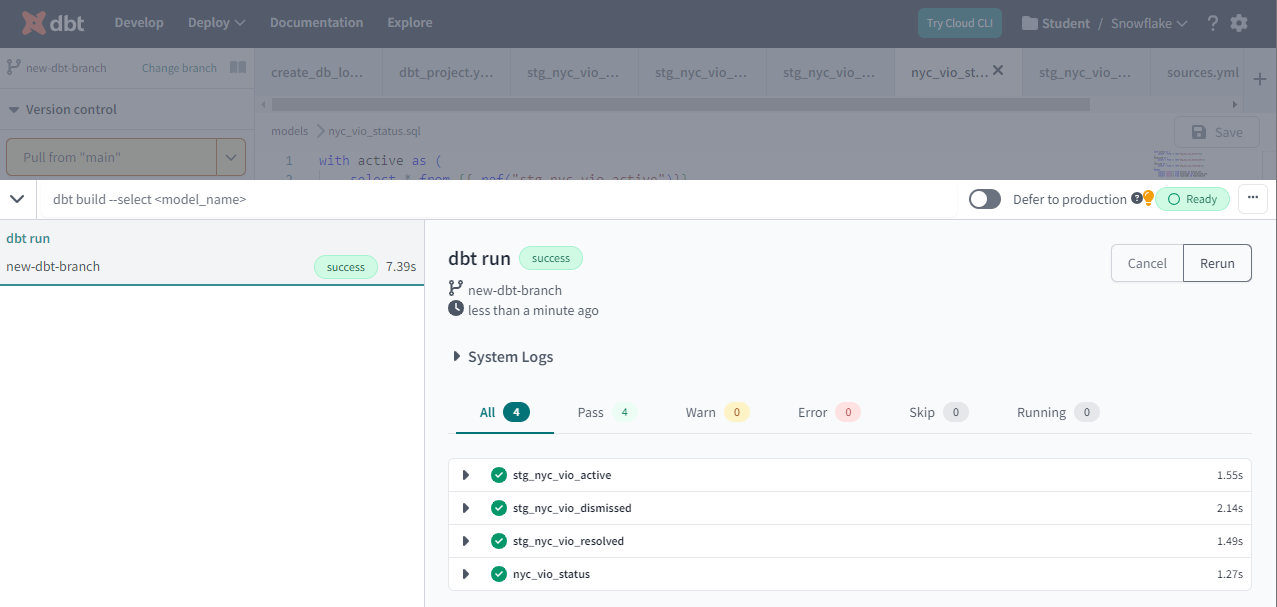 dbt Develop Deploy Documentation Explore Try Cloud CLI Student / Snowflake ?
new-dbt-branch Change branch
create_db_lo... dbt_project.y... stg_nyc_vio_... stg_nyc_vio_... stg_nyc_vio_... nyc_vio_st... stg_nyc_vio_... sources.yml +
Version control
models > nyc_vio_status.sql
Save
Pull from "main"
1 with active as (
2 select * from {{ ref("stg_nyc_vio_active")}}
dbt build --select <model_name>
Defer to production ? Ready ...
dbt run
new-dbt-branch success 7.39s
dbt run success
Cancel Rerun
new-dbt-branch
less than a minute ago
System Logs
All 4 Pass 4 Warn 0 Error 0 Skip 0 Running 0
stg_nyc_vio_active 1.55s
stg_nyc_vio_dismissed 2.14s
stg_nyc_vio_resolved 1.49s
nyc_vio_status 1.27s